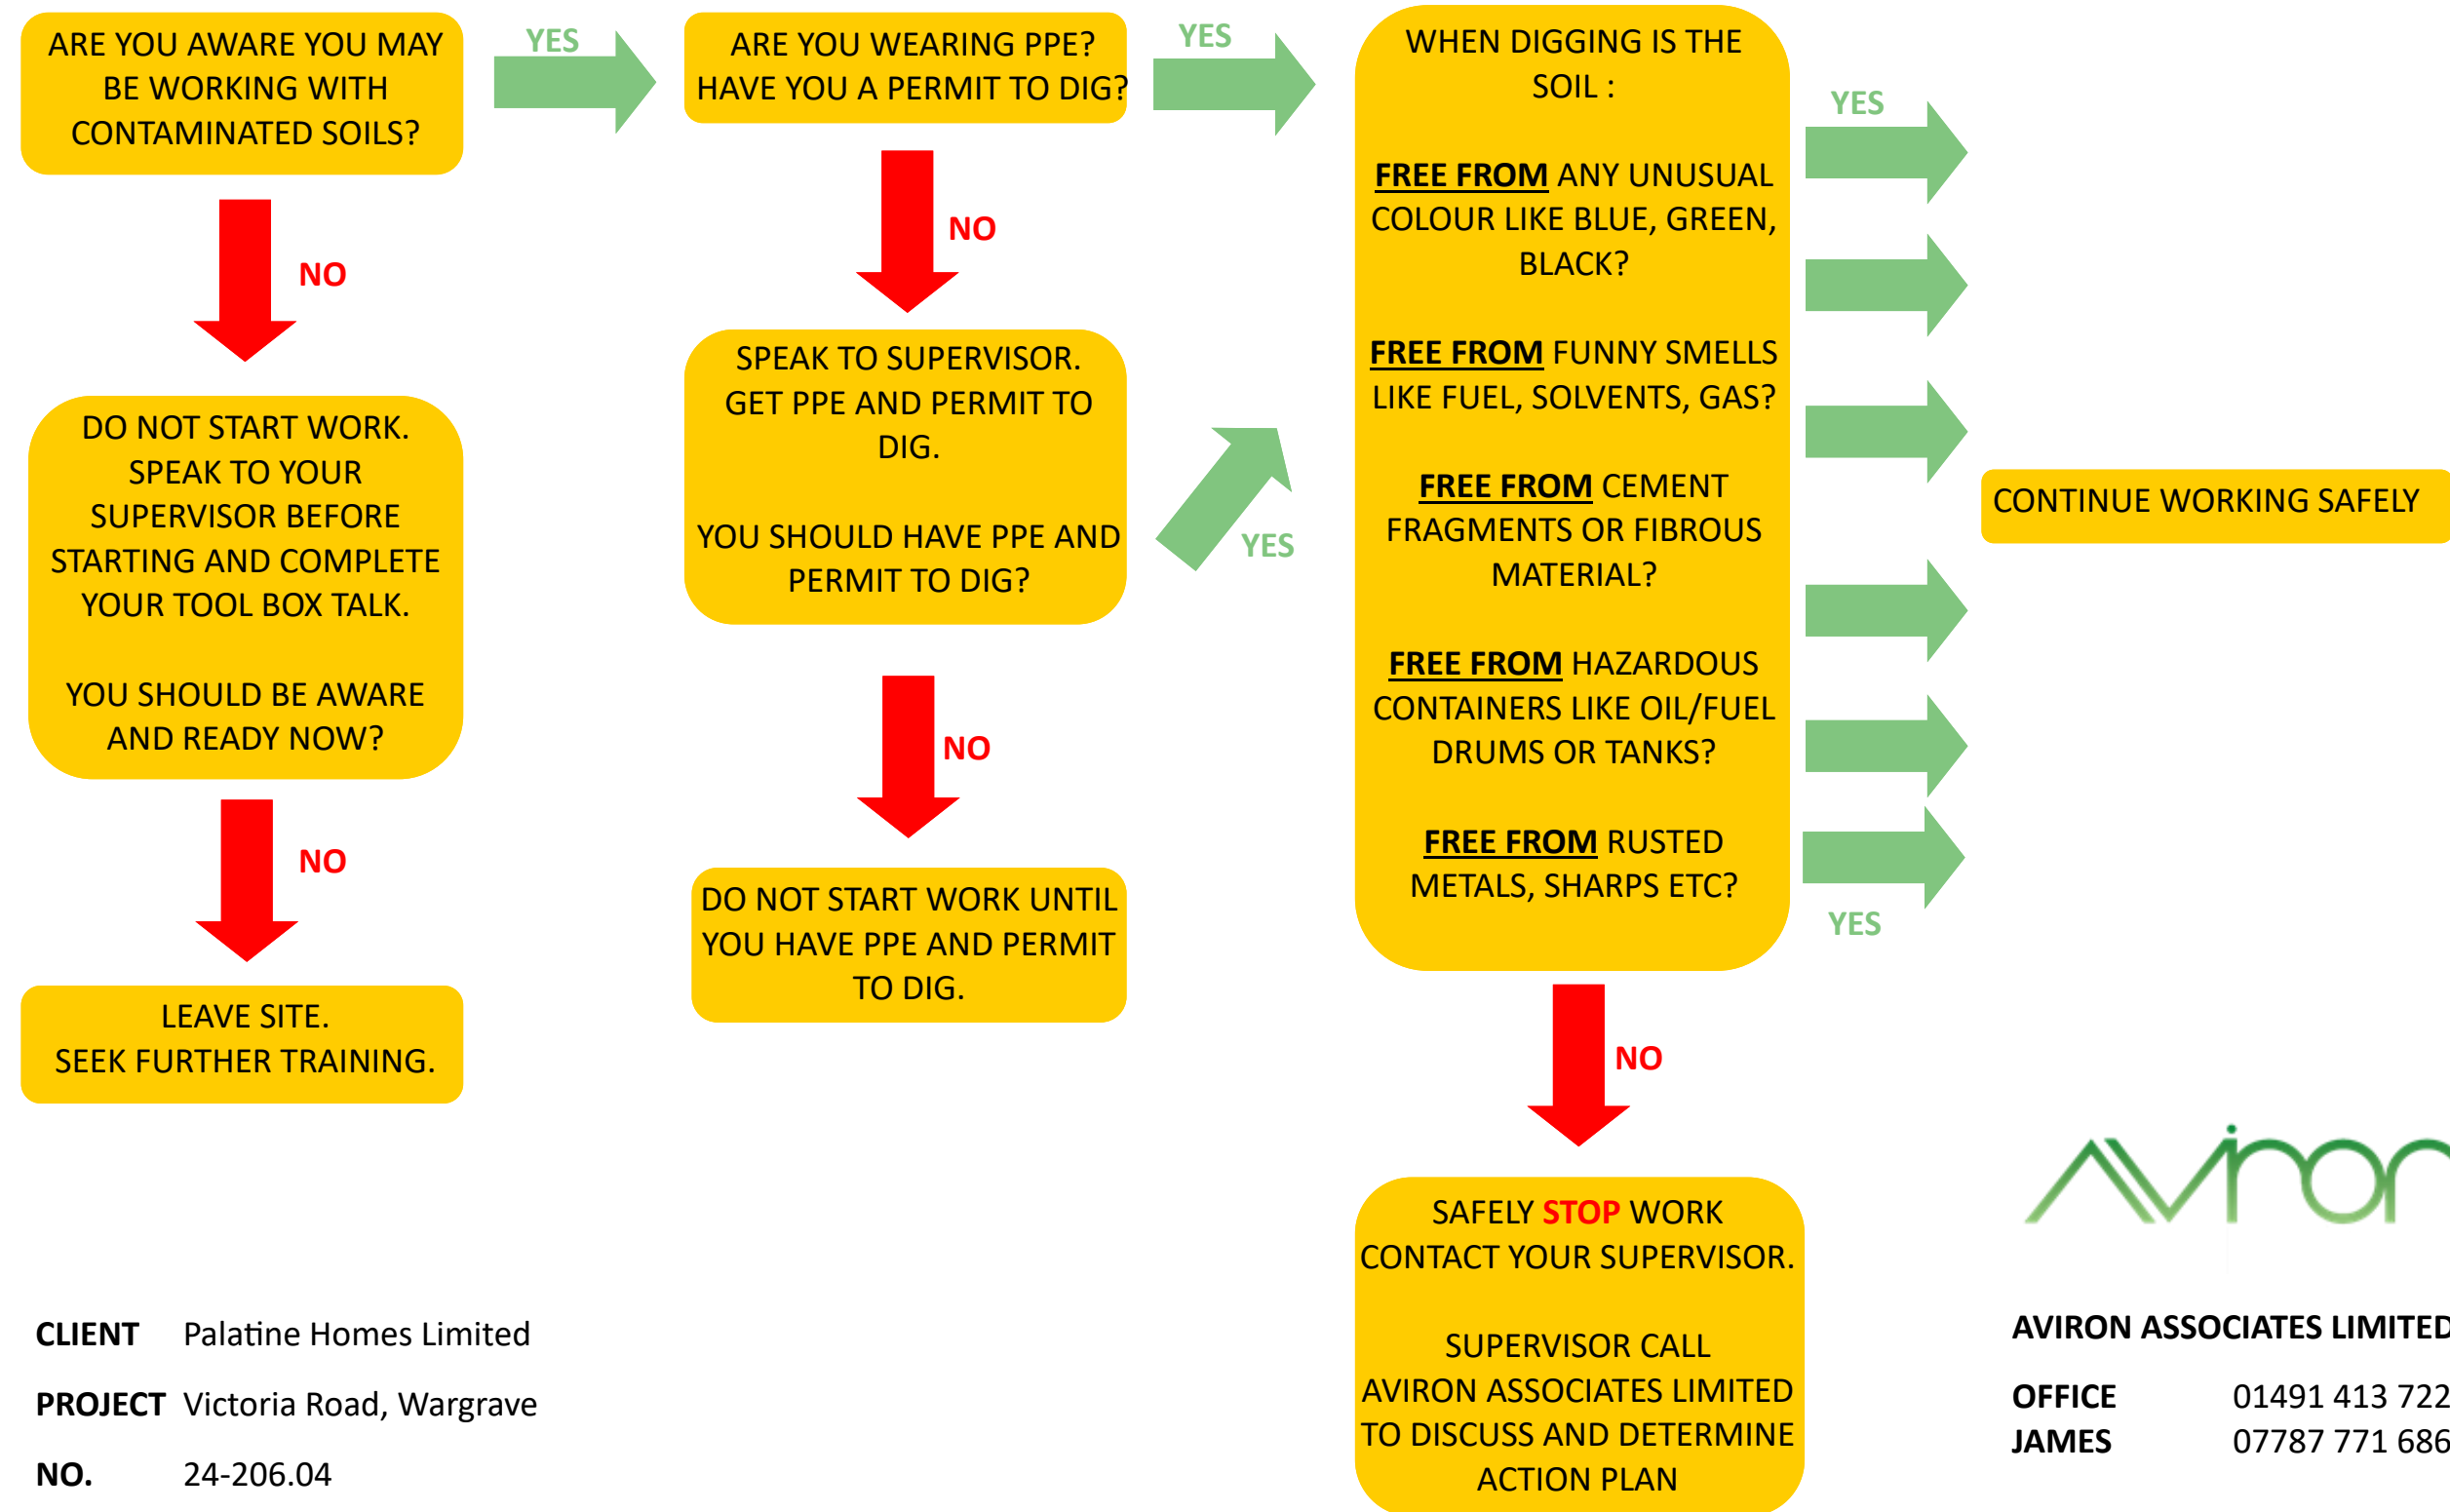 ARE YOU AWARE YOU MAY
BE WORKING WITH
CONTAMINATED SOILS?
YES
ARE YOU WEARING PPE?
HAVE YOU A PERMIT TO DIG?
YES
WHEN DIGGING IS THE
SOIL :
FREE FROM ANY UNUSUAL
COLOUR LIKE BLUE, GREEN,
BLACK?
FREE FROM FUNNY SMELLS
LIKE FUEL, SOLVENTS, GAS?
FREE FROM CEMENT
FRAGMENTS OR FIBROUS
MATERIAL?
FREE FROM HAZARDOUS
CONTAINERS LIKE OIL/FUEL
DRUMS OR TANKS?
FREE FROM RUSTED
METALS, SHARPS ETC?
YES
YES
CONTINUE WORKING SAFELY
NO
DO NOT START WORK.
SPEAK TO YOUR
SUPERVISOR BEFORE
STARTING AND COMPLETE
YOUR TOOL BOX TALK.
YOU SHOULD BE AWARE
AND READY NOW?
NO
LEAVE SITE.
SEEK FURTHER TRAINING.
NO
SPEAK TO SUPERVISOR.
GET PPE AND PERMIT TO
DIG.
YOU SHOULD HAVE PPE AND
PERMIT TO DIG?
YES
NO
DO NOT START WORK UNTIL
YOU HAVE PPE AND PERMIT
TO DIG.
NO
SAFELY STOP WORK
CONTACT YOUR SUPERVISOR.
SUPERVISOR CALL
AVIRON ASSOCIATES LIMITED
TO DISCUSS AND DETERMINE
ACTION PLAN
CLIENT Palatine Homes Limited
PROJECT Victoria Road, Wargrave
NO. 24-206.04
Aviron
AVIRON ASSOCIATES LIMITED
OFFICE 01491 413 722
JAMES 07787 771 686